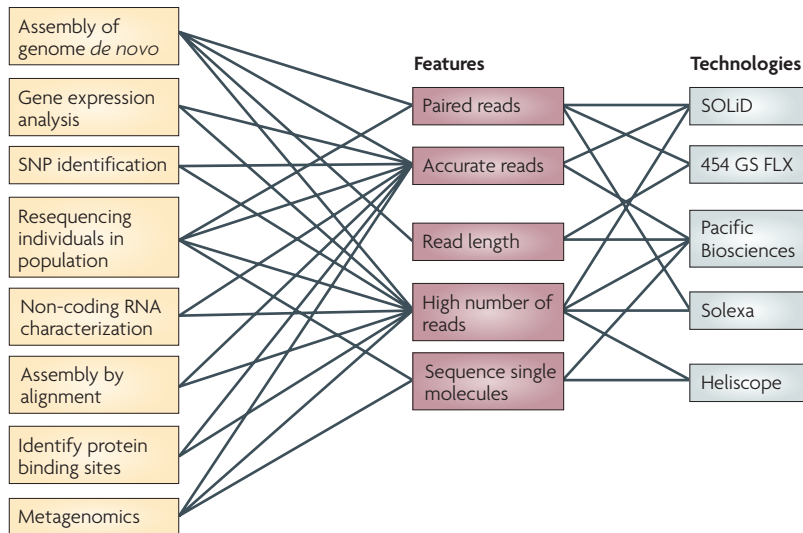 Assembly of
genome de novo
Gene expression
analysis
SNP identification
Resequencing
individuals in
population
Non-coding RNA
characterization
Assembly by
alignment
Identify protein
binding sites
Metagenomics
Features
Paired reads
Accurate reads
Read length
High number of
reads
Sequence single
molecules
Technologies
SOLiD
454 GS FLX
Pacific
Biosciences
Solexa
Heliscope